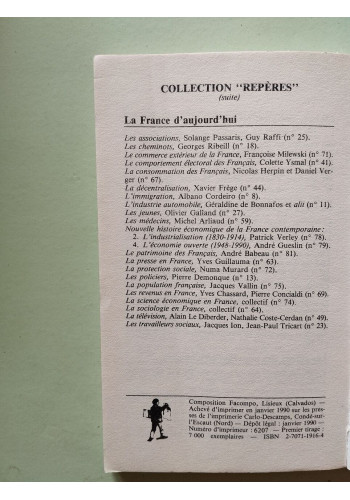 COLLECTION "REPÈRES"
(suite)
La France d'aujourd'hui
Les associations, Solange Passaris, Guy Raffi (n° 25).
Les cheminots, Georges Ribeill (n° 18).
Le commerce extérieur de la France, Françoise Milewski (n° 71).
Le comportement électoral des Français, Colette Ysmal (n° 41).
La consommation des Français, Nicolas Herpin et Daniel Ver-
ger (n° 67).
La décentralisation, Xavier Frège (n° 44).
L'immigration, Albano Cordeiro (n° 8).
L'industrie automobile, Géraldine de Bonnafos et alii (n° 11).
Les jeunes, Olivier Galland (n° 27).
Les médecins, Michel Arliaud (n° 59).
Nouvelle histoire économique de la France contemporaine :
2. L'industrialisation (1830-1914), Patrick Verley (n° 78).
4. L'économie ouverte (1948-1990), André Gueslin (n° 79).
Le patrimoine des Français, André Babeau (n° 81).
La presse en France, Yves Guillauma (n° 63).
La protection sociale, Numa Murard (n° 72).
Les policiers, Pierre Demonque (n° 13).
La population française, Jacques Vallin (n° 75).
Les revenus en France, Yves Chassard, Pierre Concialdi (n° 69).
La science économique en France, collectif (n° 74).
La sociologie en France, collectif (n° 64).
La télévision, Alain Le Diberder, Nathalie Coste-Cerdan (n° 49).
Les travailleurs sociaux, Jacques Ion, Jean-Paul Tricart (n° 23).
Composition Facompo, Lisieux (Calvados) —
Achevé d'imprimer en janvier 1990 sur les pres-
ses de l'imprimerie Carlo-Descamps, Condé-sur-
l'Escaut (Nord) — Dépôt légal : janvier 1990 —
Numéro d'imprimeur : 6207 — Premier tirage :
7 000 exemplaires — ISBN 2-7071-1916-4